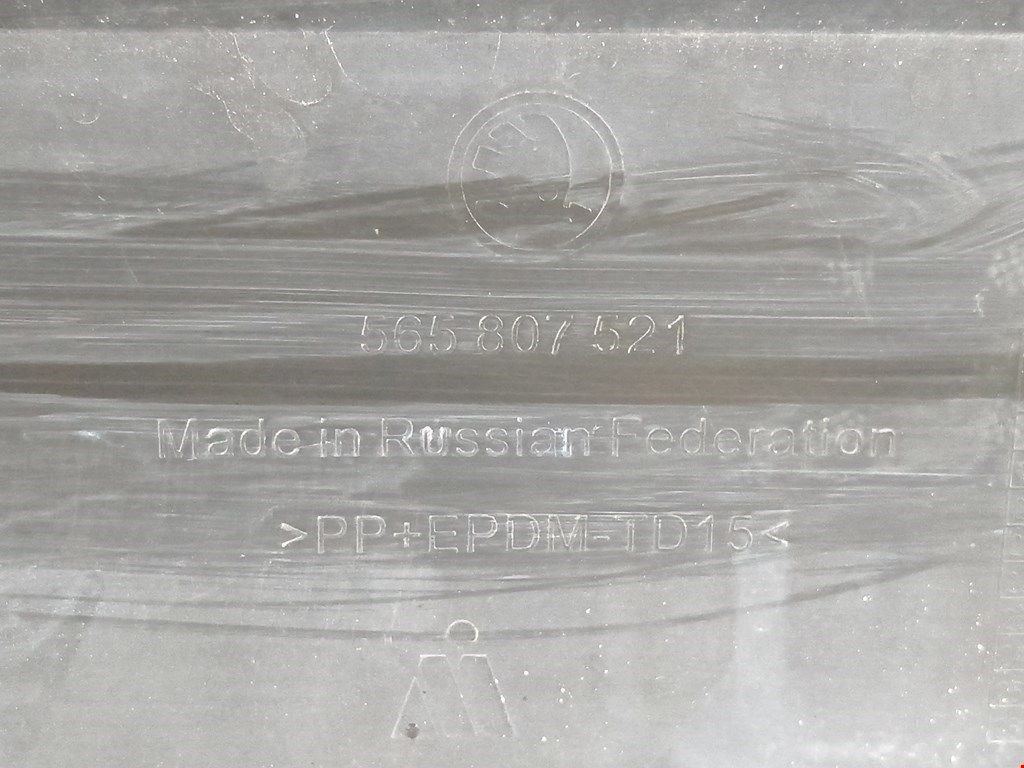 565 807 521
Made in Russian Federation
>PP+EPDM-TD15<